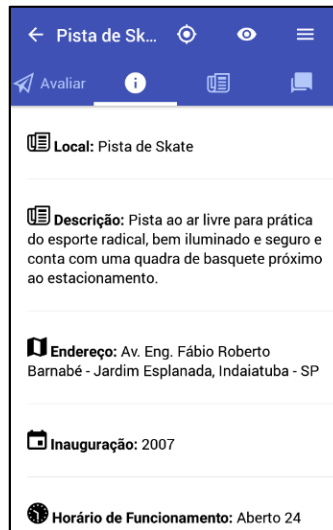 Pista de Sk...
Avaliar
Local: Pista de Skate
Descrição: Pista ao ar livre para prática
do esporte radical, bem iluminado e seguro e
conta com uma quadra de basquete próximo
ao estacionamento.
Endereço: Av. Eng. Fábio Roberto
Barnabé - Jardim Esplanada, Indaiatuba - SP
Inauguração: 2007
Horário de Funcionamento: Aberto 24